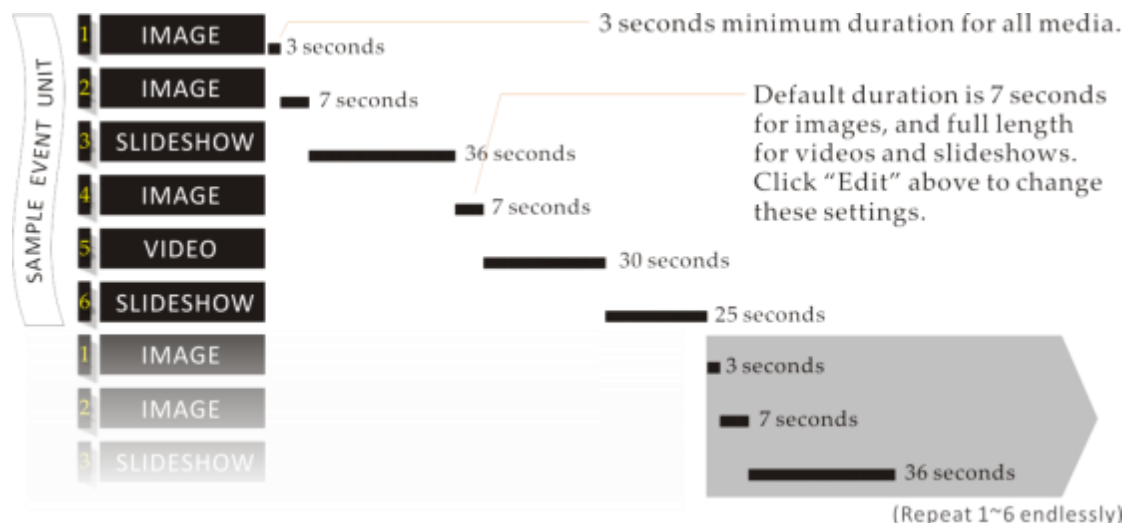 SAMPLE EVENT UNIT
1 IMAGE
3 seconds
3 seconds minimum duration for all media.
2 IMAGE
7 seconds
Default duration is 7 seconds
for images, and full length
for videos and slideshows.
Click “Edit” above to change
these settings.
3 SLIDESHOW
36 seconds
4 IMAGE
7 seconds
5 VIDEO
30 seconds
6 SLIDESHOW
25 seconds
1 IMAGE
3 seconds
2 IMAGE
7 seconds
3 SLIDESHOW
36 seconds
(Repeat 1~6 endlessly)